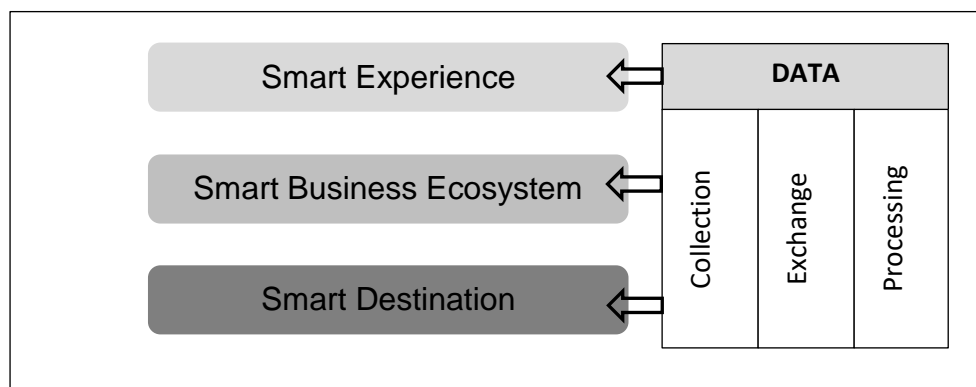 Smart Experience
DATA
Smart Business Ecosystem
Smart Destination
Collection
Exchange
Processing